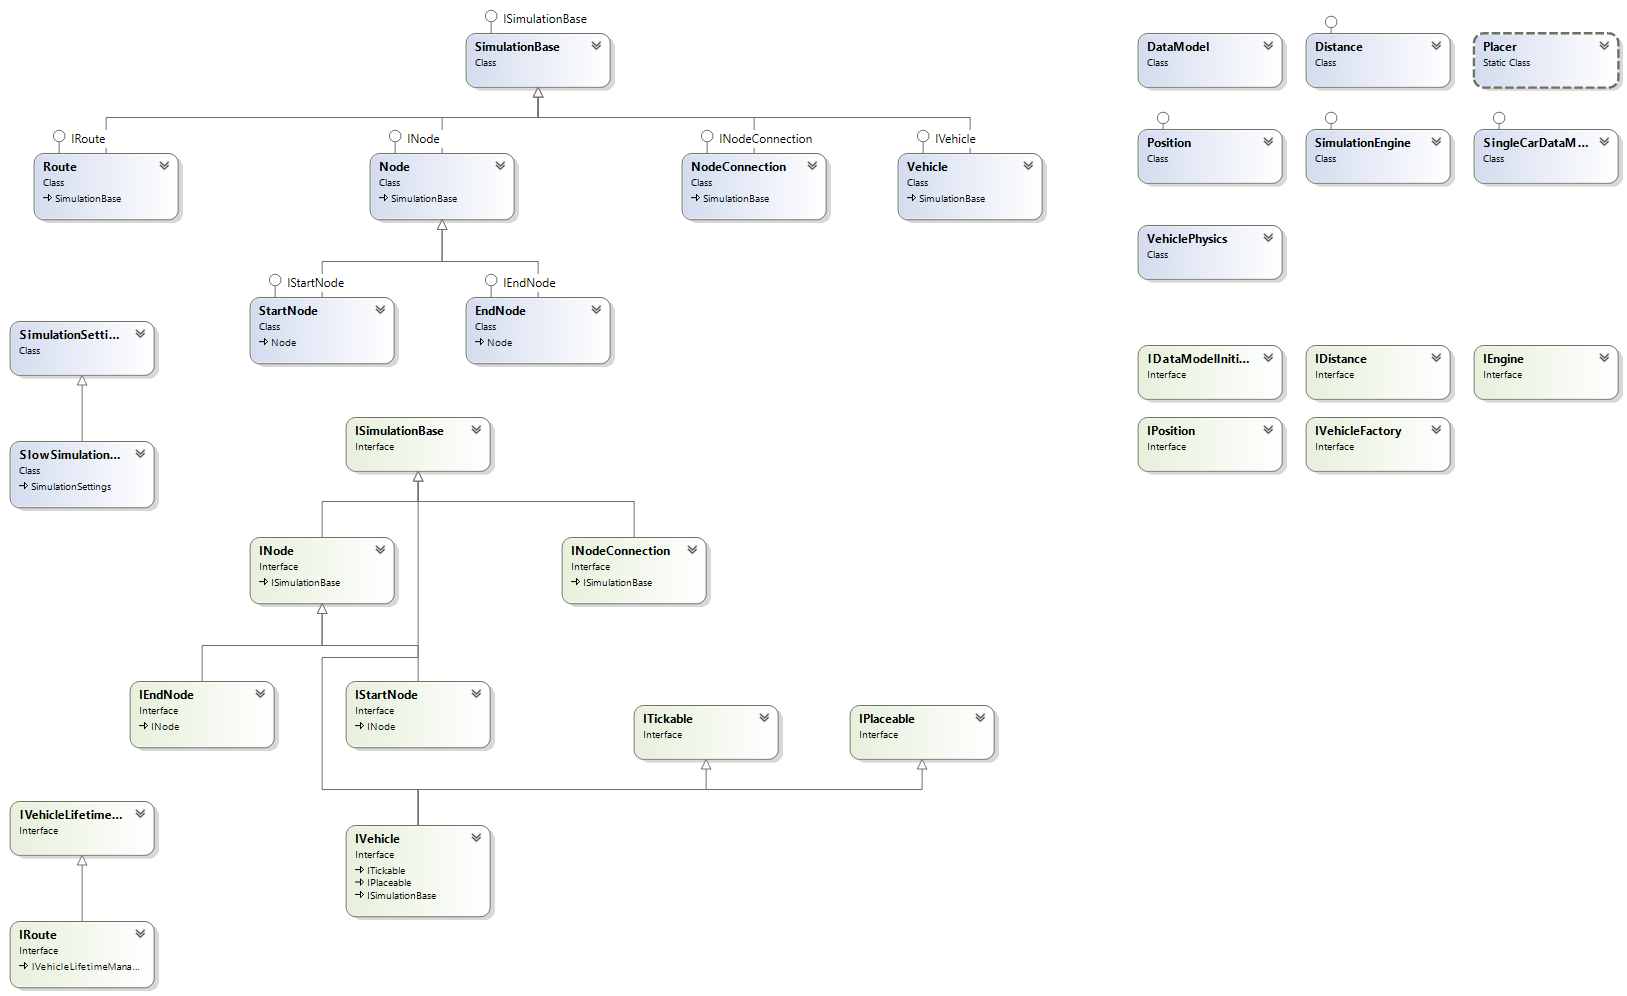 ISimulationBase
SimulationBase
Class
IRoute
Route
Class
SimulationBase
INode
Node
Class
SimulationBase
INodeConnection
NodeConnection
Class
SimulationBase
IVehicle
Vehicle
Class
SimulationBase
IStartNode
StartNode
Class
Node
IEndNode
EndNode
Class
Node
SimulationSetti...
Class
SlowSimulation...
Class
SimulationSettings
ISimulationBase
Interface
INode
Interface
ISimulationBase
INodeConnection
Interface
ISimulationBase
IEndNode
Interface
INode
IStartNode
Interface
INode
ITickable
Interface
IPlaceable
Interface
IVehicleLifetime...
Interface
IVehicle
Interface
ITickable
IPlaceable
ISimulationBase
IRoute
Interface
IVehicleLifetimeMana...
DataModel
Class
Distance
Class
Placer
Static Class
Position
Class
SimulationEngine
Class
SingleCarDataM...
Class
VehiclePhysics
Class
IDataModelIniti...
Interface
IDistance
Interface
IEngine
Interface
IPosition
Interface
IVehicleFactory
Interface